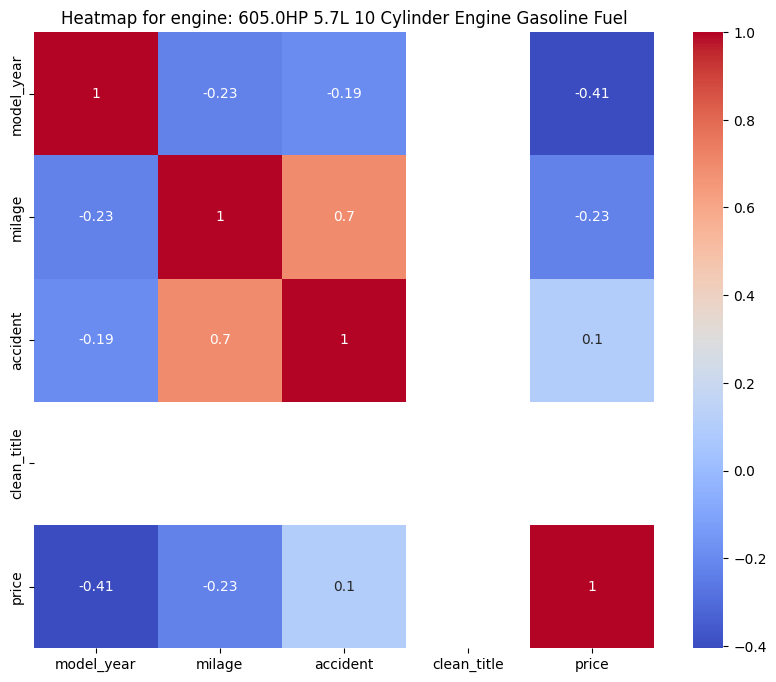 Heatmap for engine: 605.0HP 5.7L 10 Cylinder Engine Gasoline Fuel
model_year
1
-0.23
-0.19
-0.41
milage
-0.23
1
0.7
-0.23
accident
-0.19
0.7
1
0.1
clean_title
price
-0.41
-0.23
0.1
1
model_year
milage
accident
clean_title
price
1.0
0.8
0.6
0.4
0.2
0.0
−0.2
−0.4